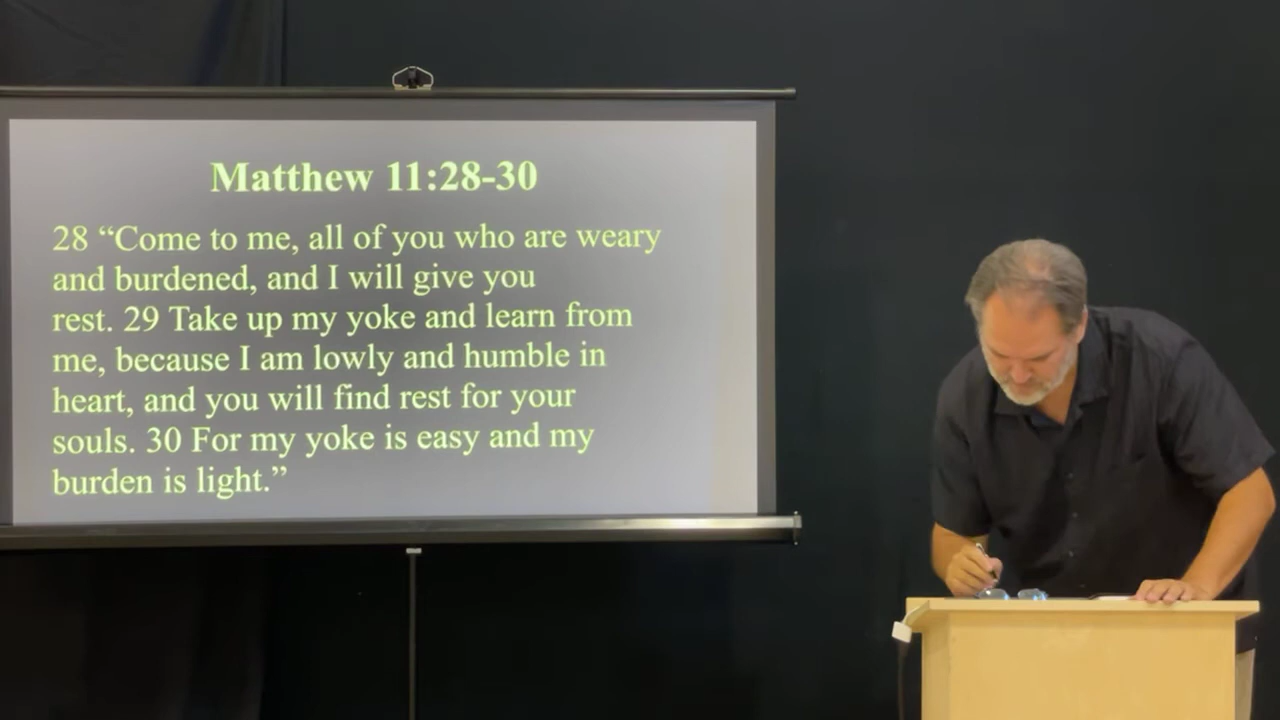 Matthew 11:28-30
28 “Come to me, all of you who are weary
and burdened, and I will give you
rest. 29 Take up my yoke and learn from
me, because I am lowly and humble in
heart, and you will find rest for your
souls. 30 For my yoke is easy and my
burden is light.”